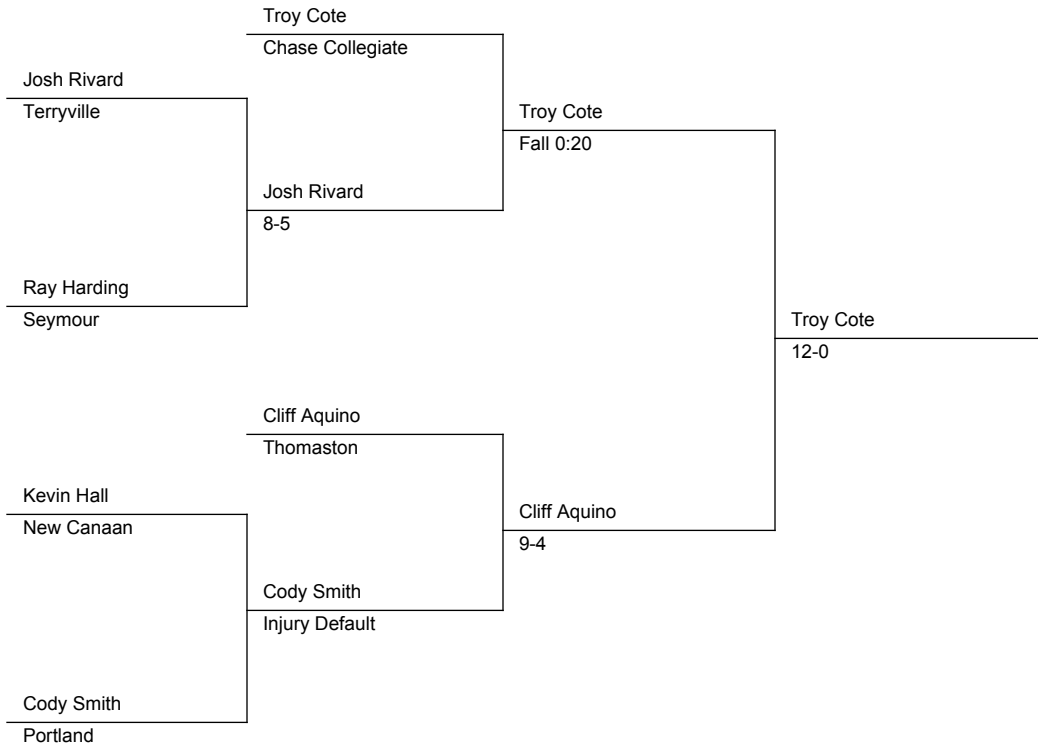 Troy Cote
Chase Collegiate
Josh Rivard
Terryville
Troy Cote
Fall 0:20
Josh Rivard
8-5
Ray Harding
Seymour
Troy Cote
12-0
Cliff Aquino
Thomaston
Kevin Hall
New Canaan
Cliff Aquino
9-4
Cody Smith
Injury Default
Cody Smith
Portland